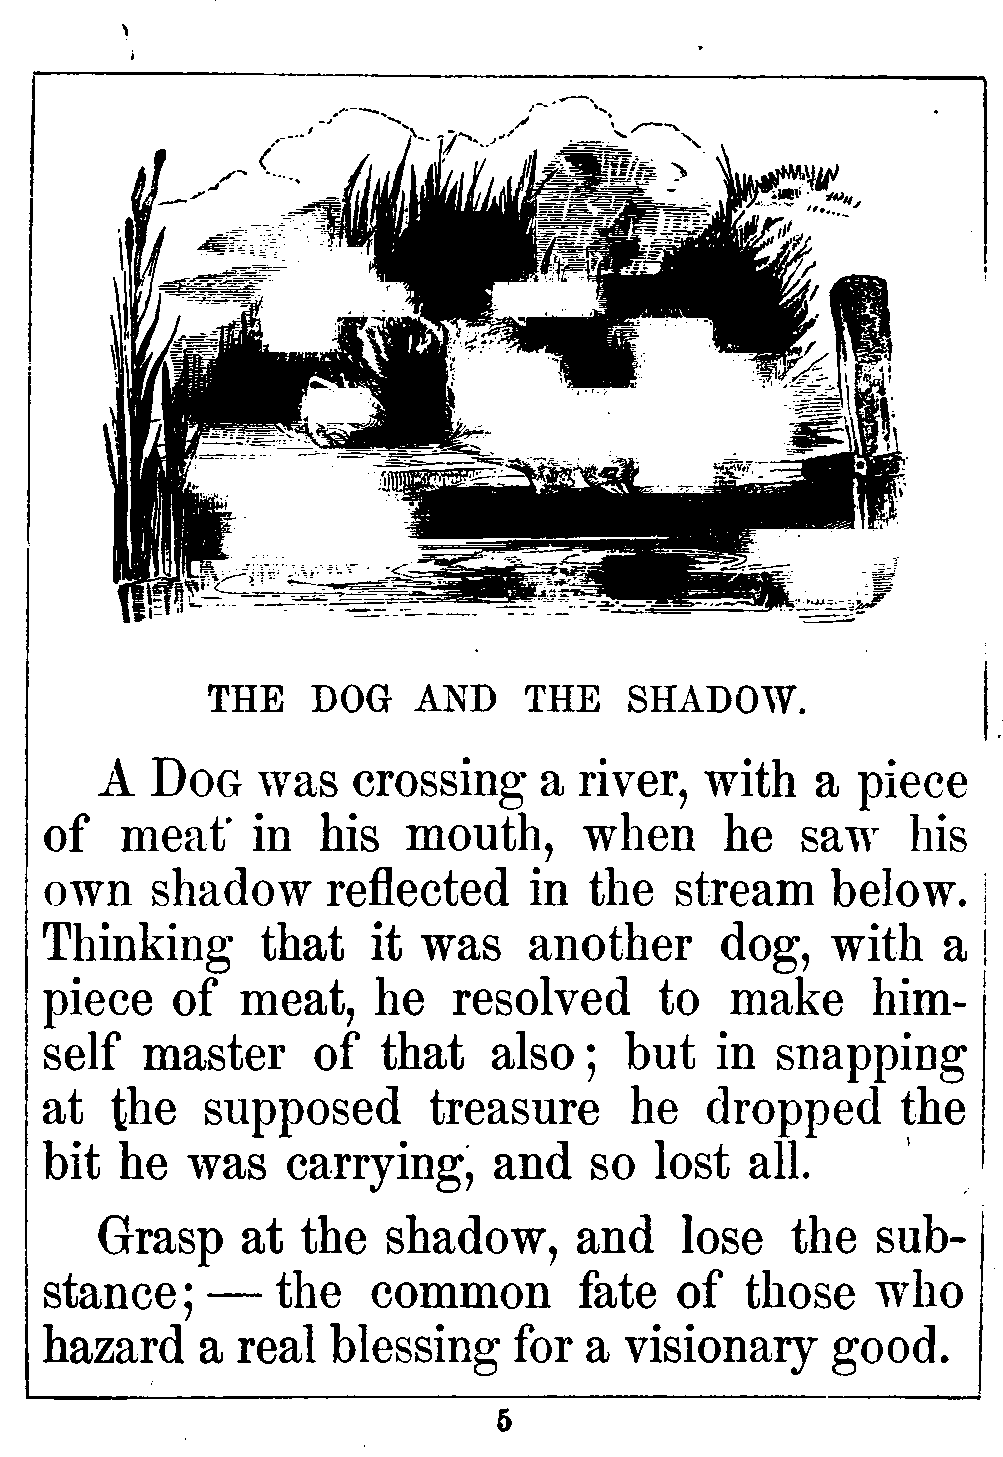 THE DOG AND THE SHADOW.
A DOG was crossing a river, with a piece
of meat in his mouth, when he saw his
own shadow reflected in the stream below.
Thinking that it was another dog, with a
piece of meat, he resolved to make him-
self master of that also; but in snapping
at the supposed treasure he dropped the
bit he was carrying, and so lost all.
Grasp at the shadow, and lose the sub-
stance; — the common fate of those who
hazard a real blessing for a visionary good.
5